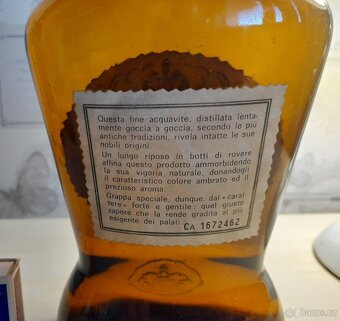 Questa fine acquavite, distillata lenta-
mente goccia a goccia, secondo le più
antiche tradizioni, rivela intatte le sue
nobili origini.
Un lungo riposo in botti di rovere
affina questo prodotto ammorbidendo
la sua vigoria naturale, donandogli
il caratteristico colore ambrato ed il
prezioso aroma.
Grappa speciale, dunque, dal « carat-
tere » forte e gentile: quel giusto
sapore che la rende gradita ai più
esigente dei palati.
CA 1672462